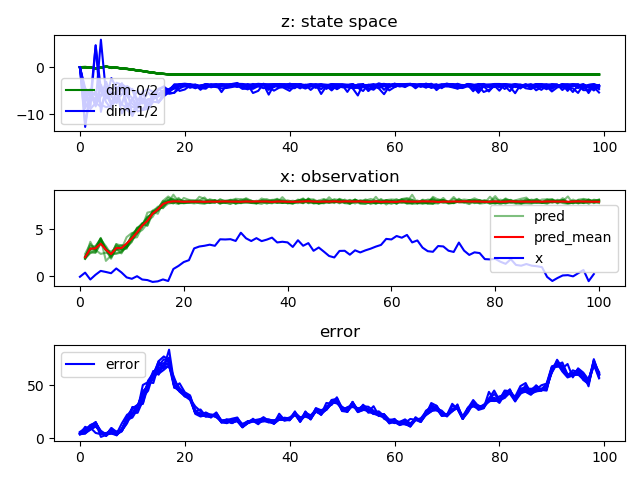 z: state space
0
−10
dim-0/2
dim-1/2
0
20
40
60
80
100
x: observation
5
0
pred
pred_mean
x
0
20
40
60
80
100
error
50
0
error
0
20
40
60
80
100